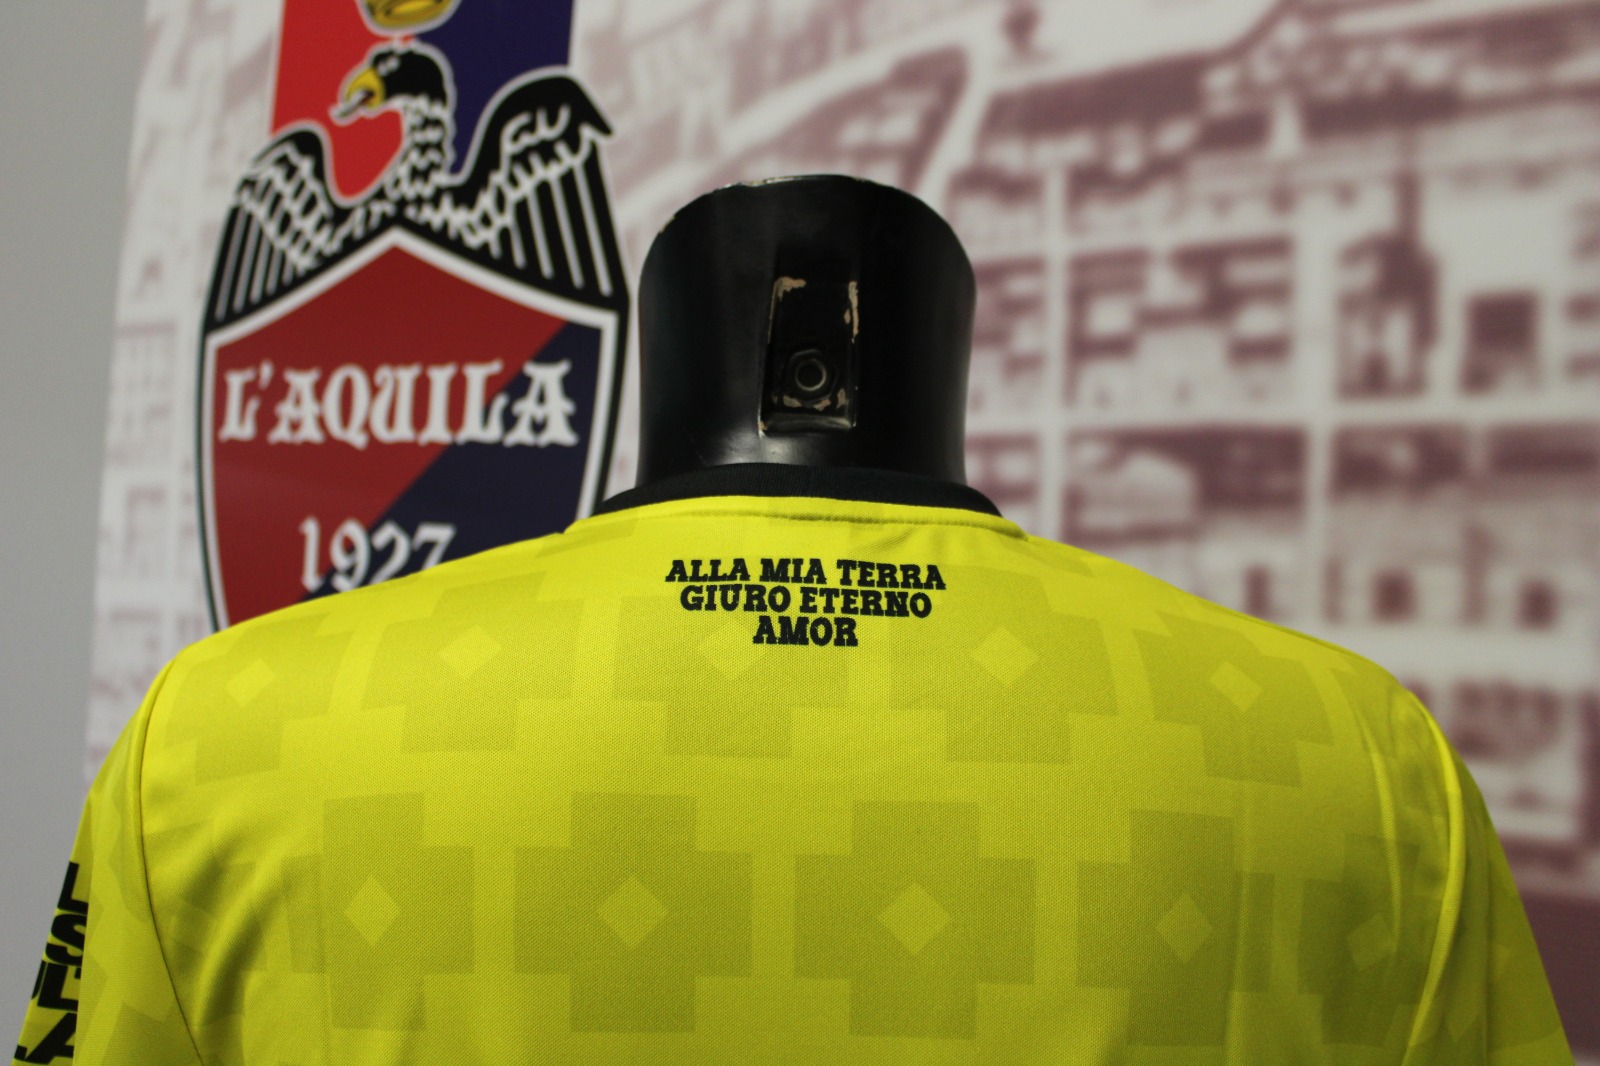 L'AQUILA
1927
ALLA MIA TERRA
GIURO ETERNO
AMOR